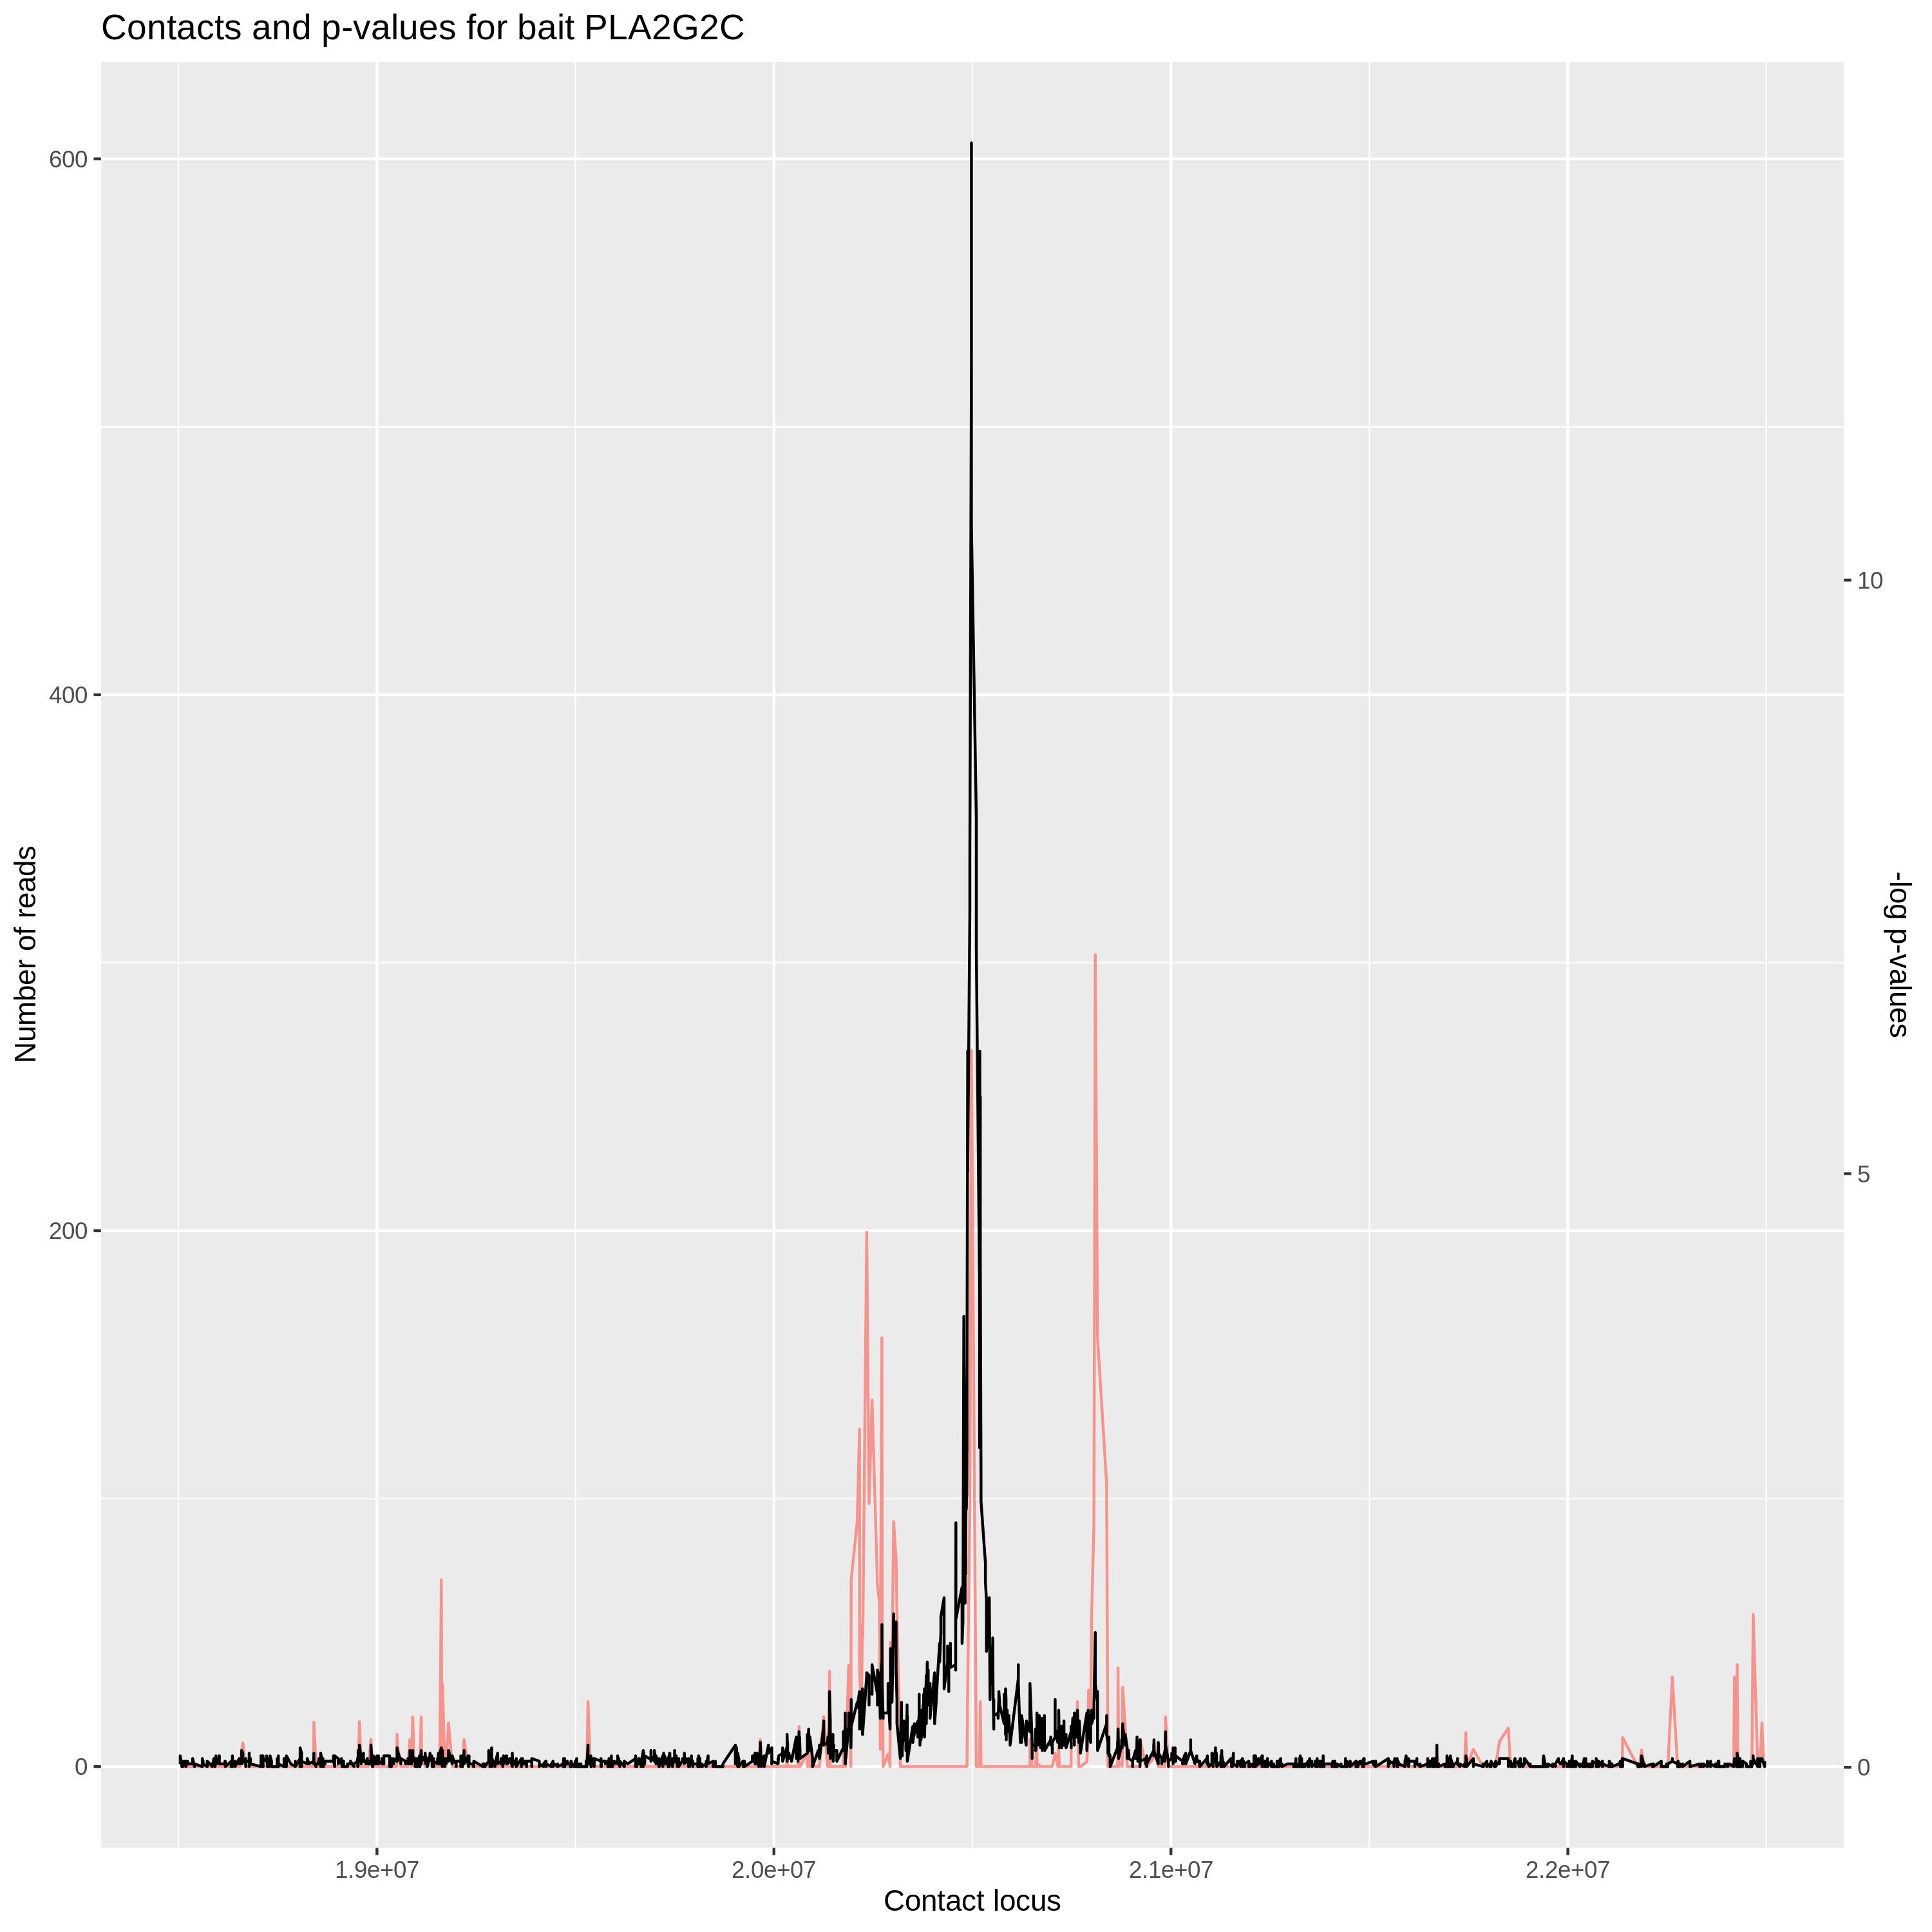 Contacts and p-values for bait PLA2G2C
600
400
200
0
Number of reads
10
5
0
-log p-values
1.9e+07
2.0e+07
2.1e+07
2.2e+07
Contact locus